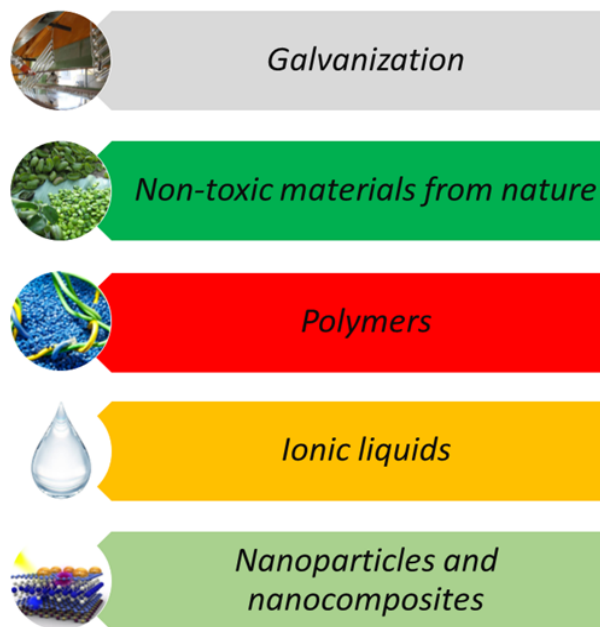 Galvanization
Non-toxic materials from nature
Polymers
Ionic liquids
Nanoparticles and
nanocomposites